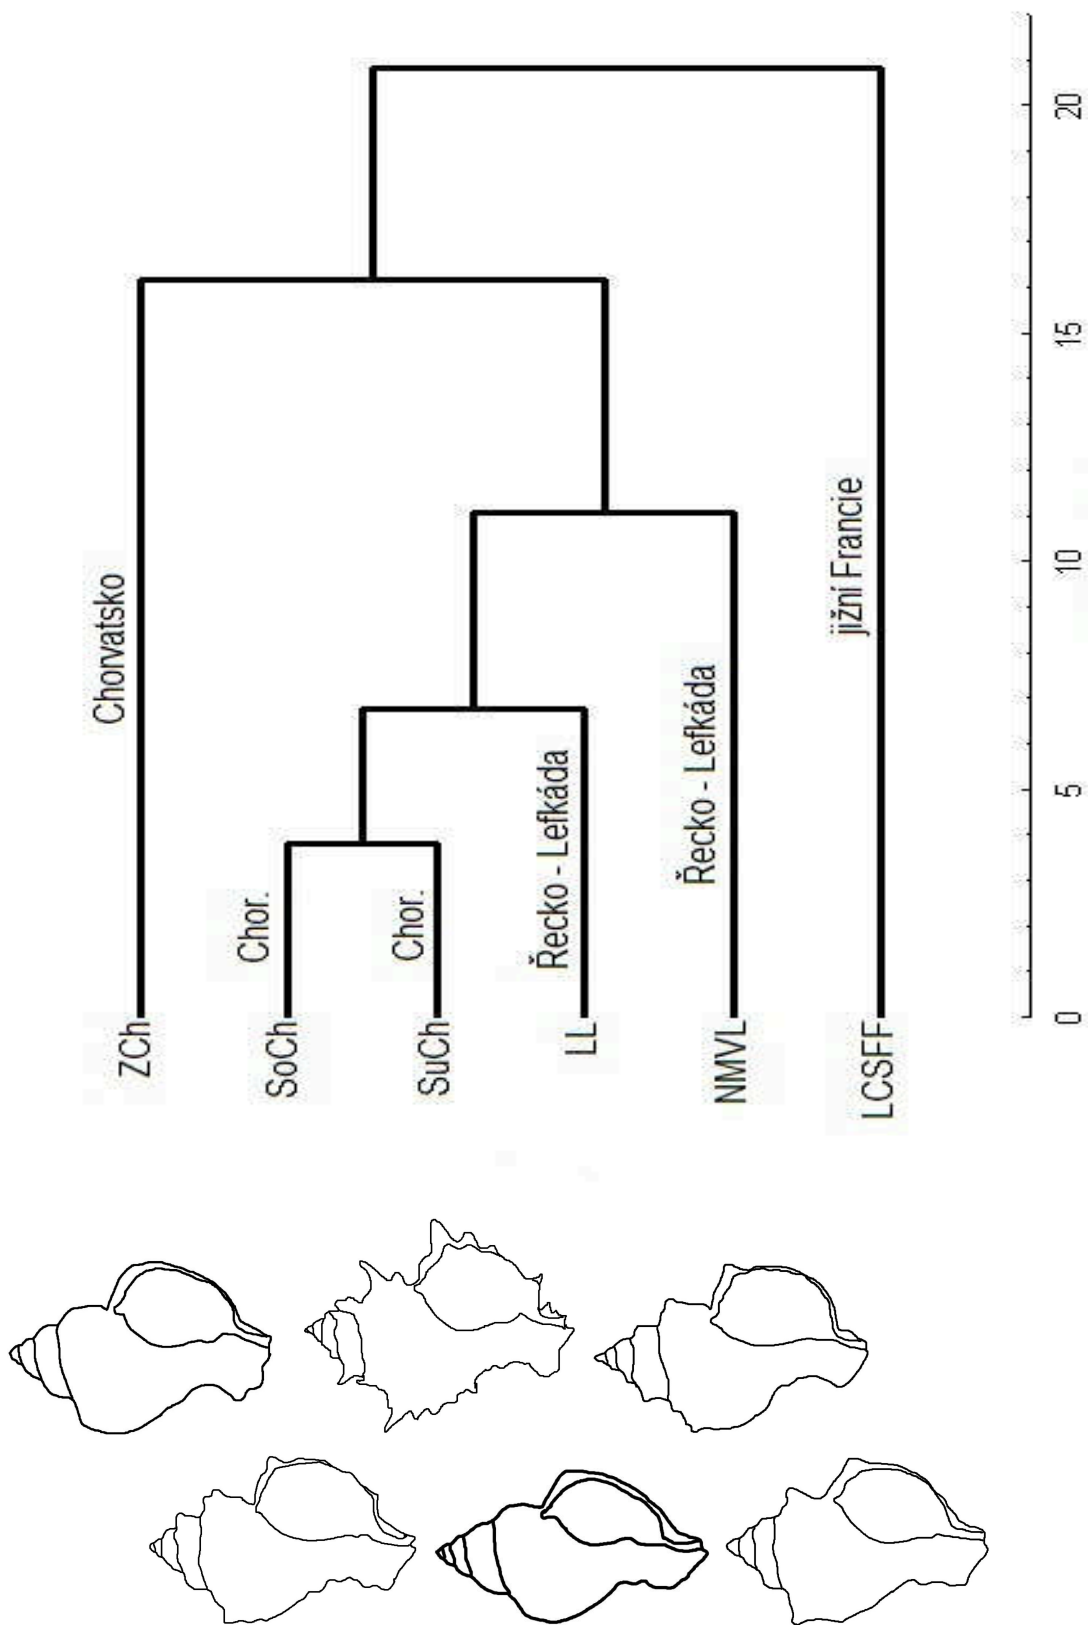 ZCh
SoCh
SuCh
LL
NMVL
LCSFF
Chorvatsko
Chor.
Chor.
Řecko - Lefkáda
Řecko - Lefkáda
jižní Francie
0
5
10
15
20